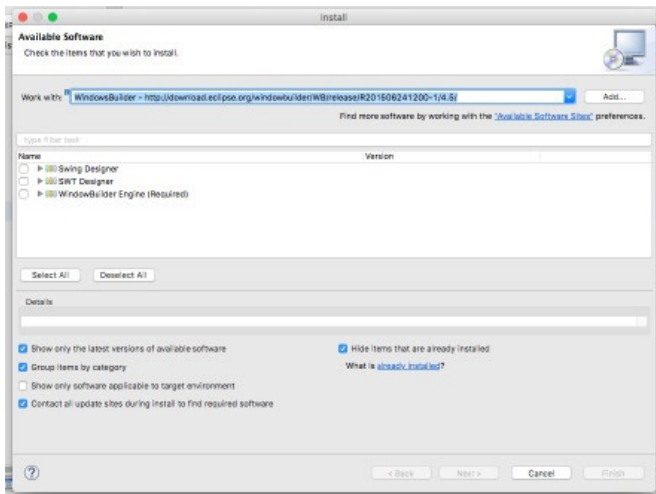 Install
Available Software
Check the items that you wish to install.
Work with: WindowsBuilder - http://download.eclipse.org/windowbuilder/WB/release/R201506241200-1/4.5/ Add...
Find more software by working with the "Available Software Sites" preferences.
type filter text
Name Version
Swing Designer
SWT Designer
WindowBuilder Engine (Required)
Select All Deselect All
Details
Show only the latest versions of available software Hide items that are already installed
Group items by category What is already installed?
Show only software applicable to target environment
Contact all update sites during install to find required software
? < Back Next > Cancel Finish